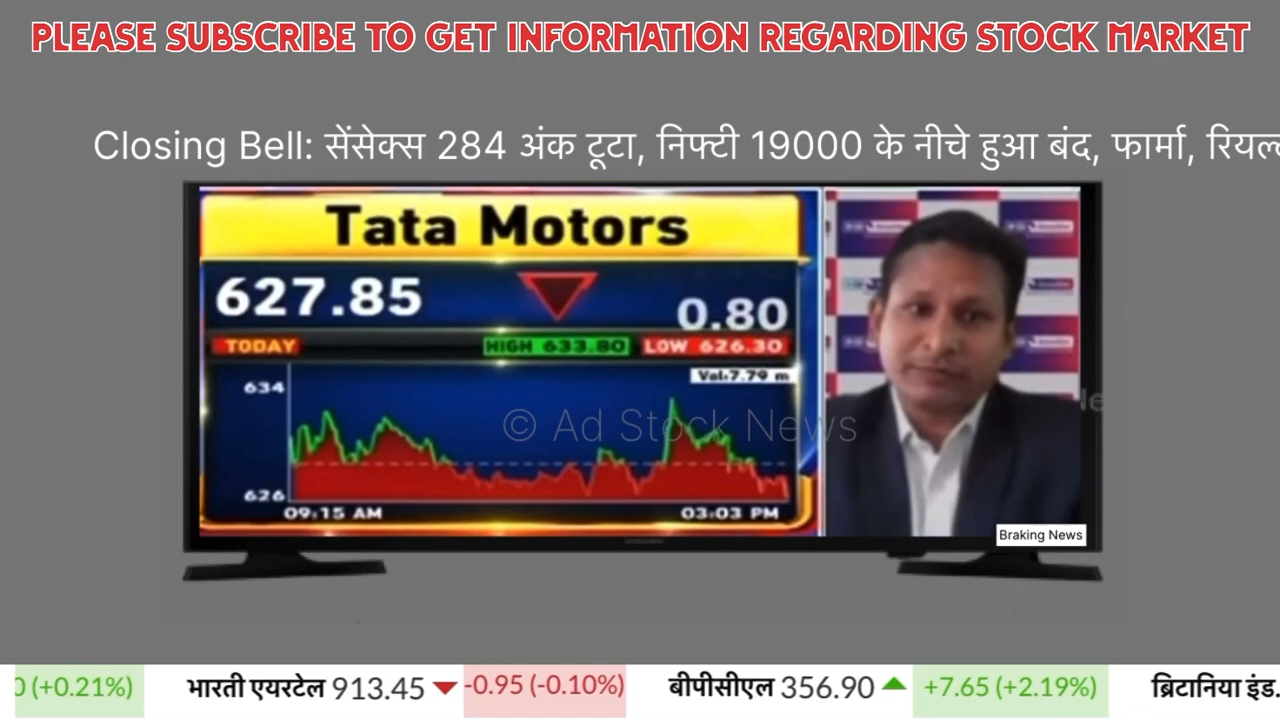 PLEASE SUBSCRIBE TO GET INFORMATION REGARDING STOCK MARKET
Closing Bell: सेंसेक्स 284 अंक टूटा, निफ्टी 19000 के नीचे हुआ बंद, फार्मा,
Tata Motors
627.85 0.80
TODAY HIGH 633.80 LOW 626.30
Vol:7.79 m
634
© Ad Stock News
626
09:15 AM 03:03 PM
Braking News
0 (+0.21%) भारती एयरटेल 913.45 -0.95 (-0.10%) बीपीसीएल 356.90 +7.65 (+2.19%) ब्रिटानिया इंड.